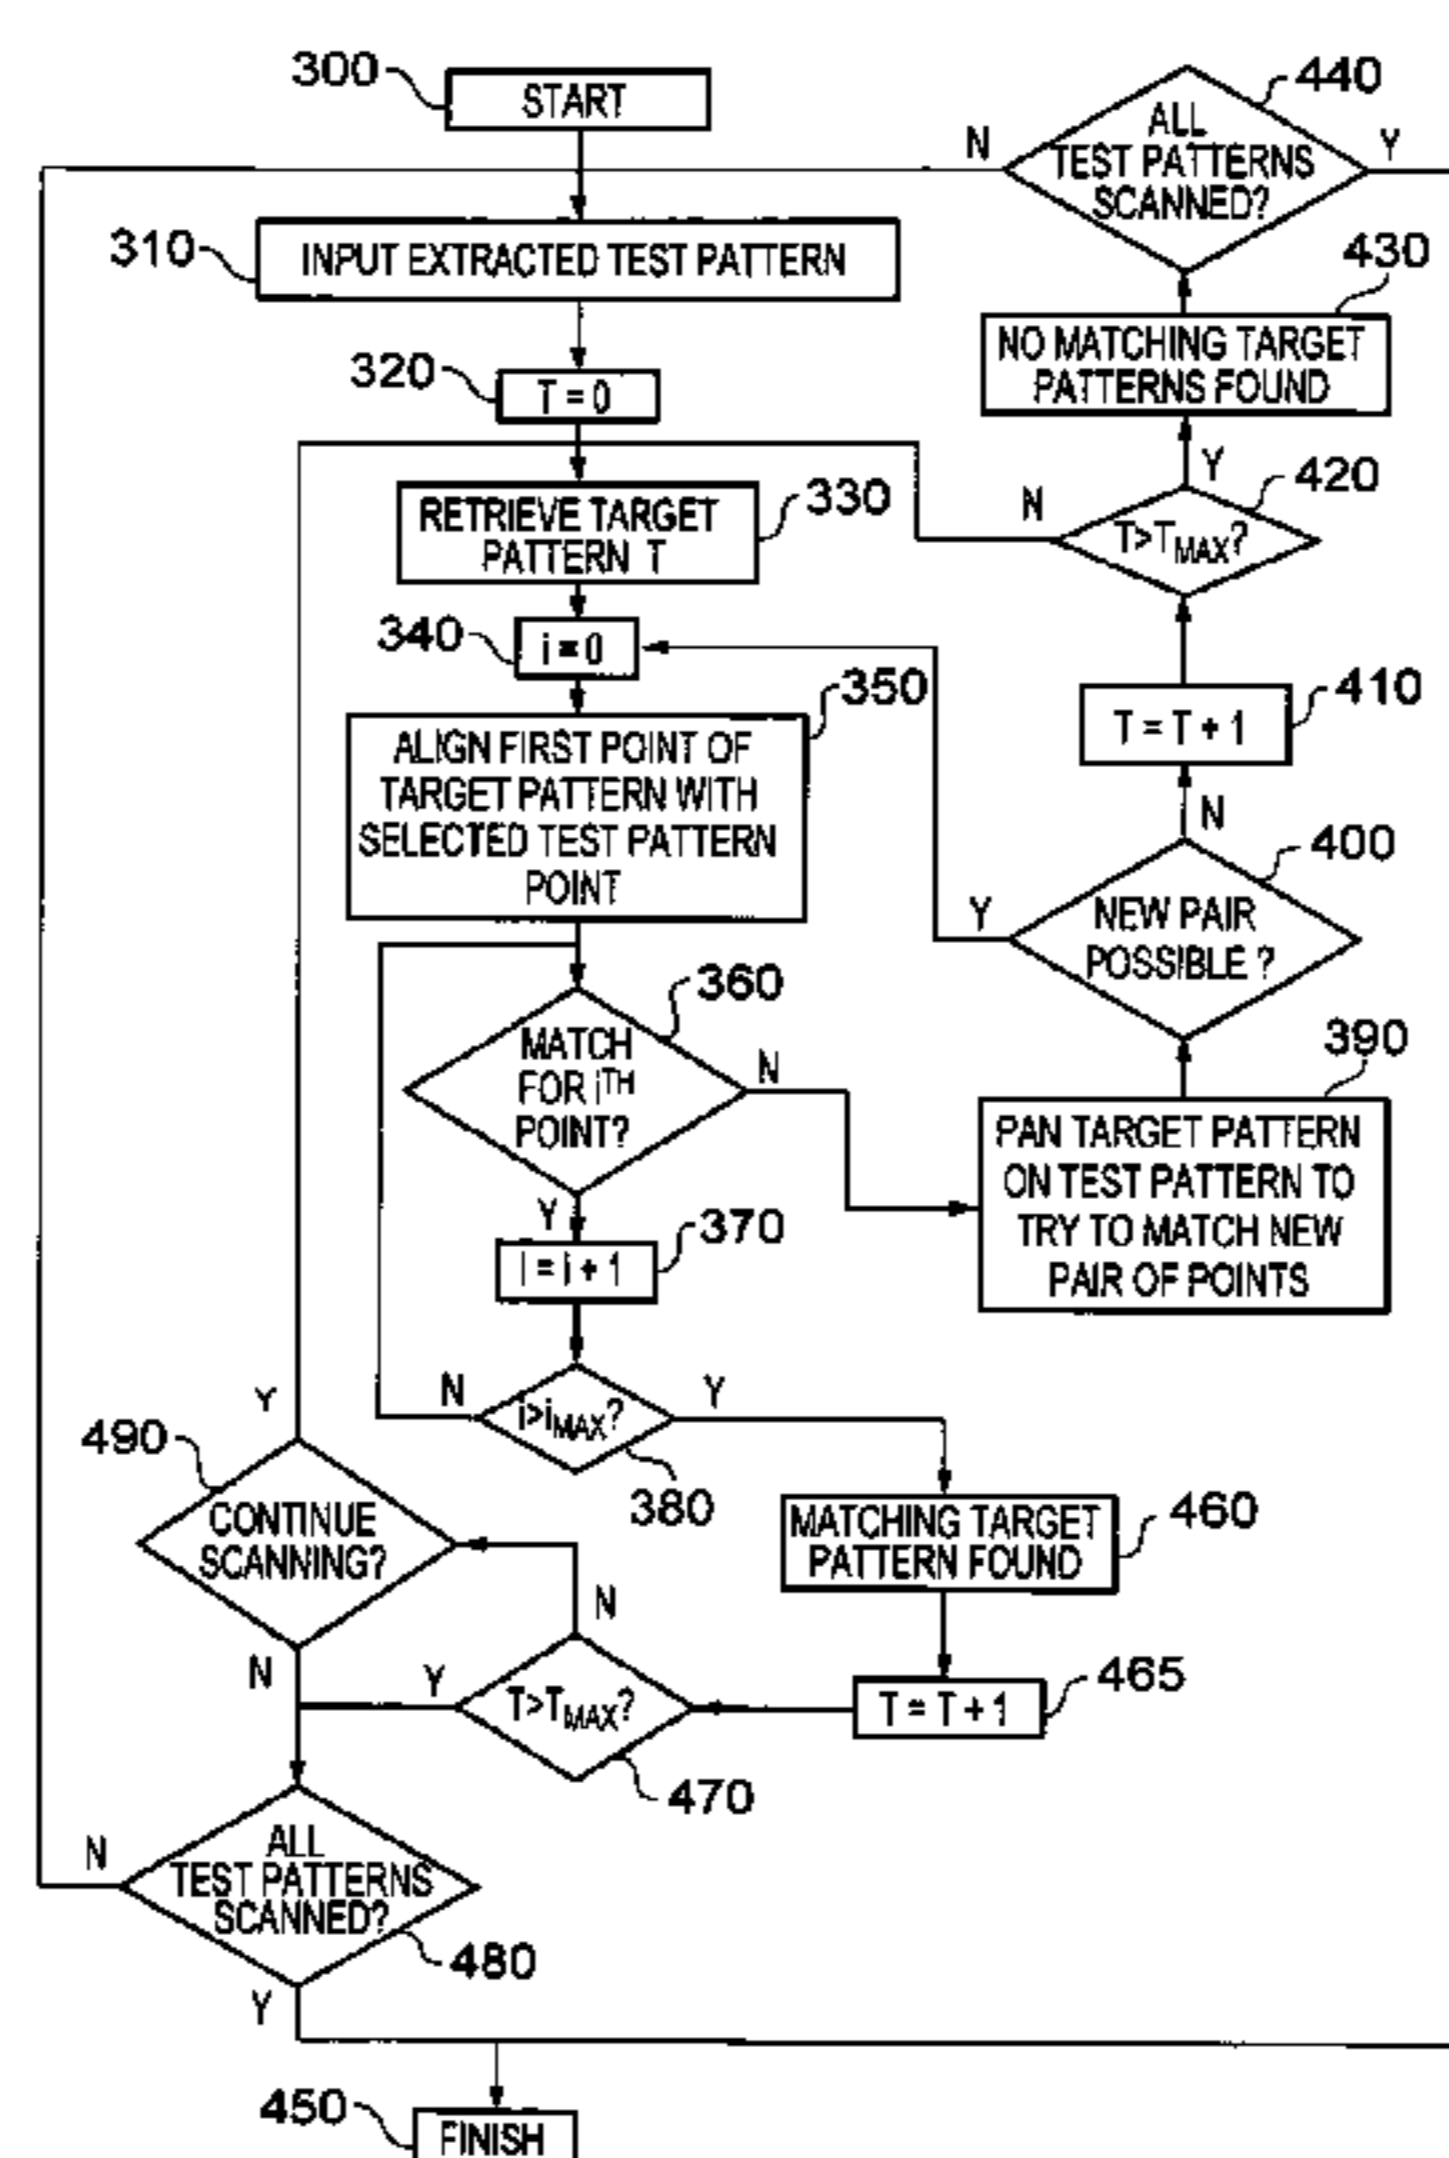 300
START
310
INPUT EXTRACTED TEST PATTERN
320
T = 0
330
RETRIEVE TARGET
PATTERN T
340
i = 0
350
ALIGN FIRST POINT OF
TARGET PATTERN WITH
SELECTED TEST PATTERN
POINT
360
MATCH
FOR iTH
POINT?
N
Y
370
i = i + 1
380
i>iMAX?
N
Y
390
PAN TARGET PATTERN
ON TEST PATTERN TO
TRY TO MATCH NEW
PAIR OF POINTS
400
NEW PAIR
POSSIBLE ?
Y
N
410
T = T + 1
420
T>TMAX?
N
Y
430
NO MATCHING TARGET
PATTERNS FOUND
440
ALL
TEST PATTERNS
SCANNED?
N
Y
460
MATCHING TARGET
PATTERN FOUND
465
T = T + 1
470
T>TMAX?
N
Y
490
CONTINUE
SCANNING?
Y
N
480
ALL
TEST PATTERNS
SCANNED?
N
Y
450
FINISH